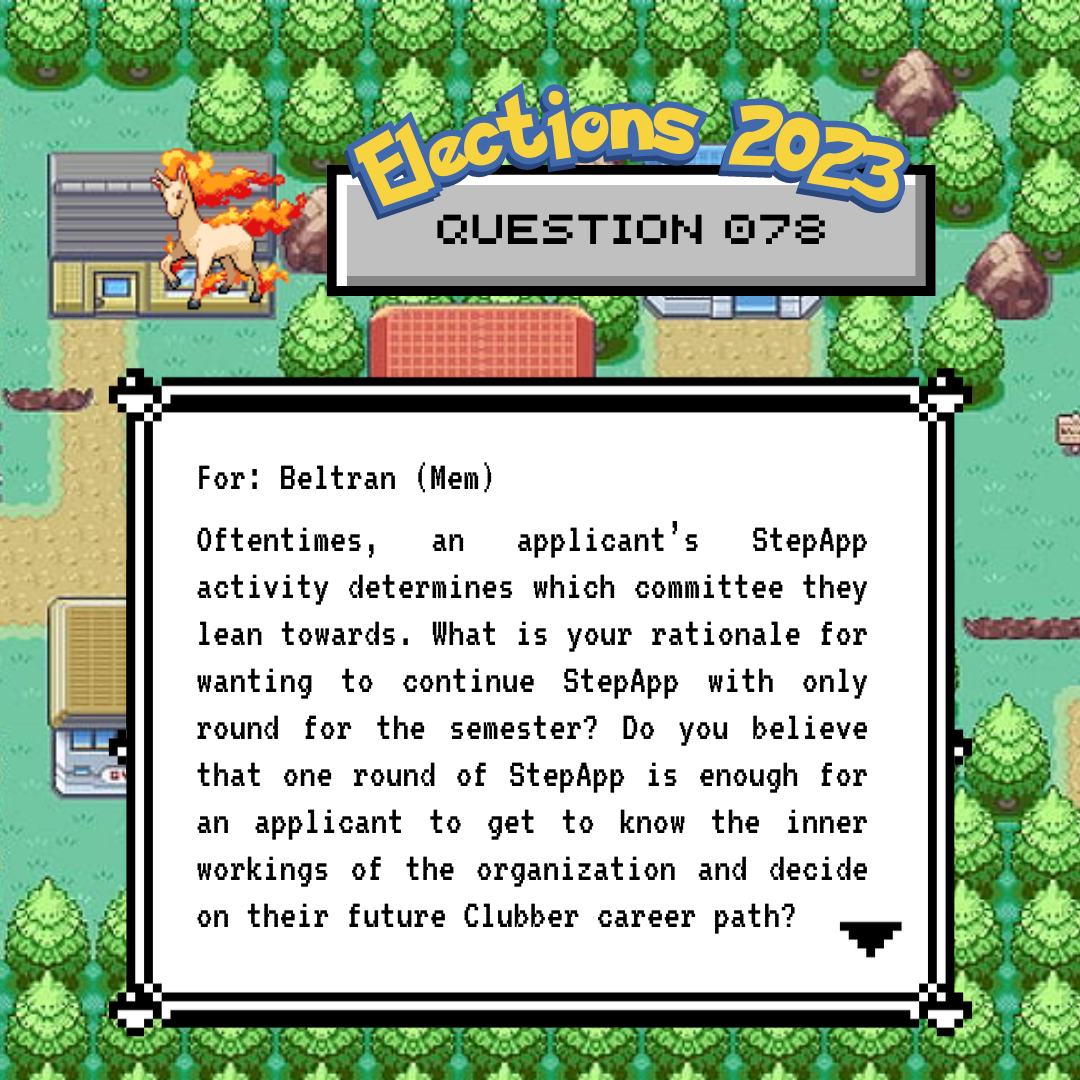 Elections 2023
QUESTION 078
For: Beltran (Mem)
Oftentimes, an applicant's StepApp
activity determines which committee they
lean towards. What is your rationale for
wanting to continue StepApp with only
round for the semester? Do you believe
that one round of StepApp is enough for
an applicant to get to know the inner
workings of the organization and decide
on their future Clubber career path?